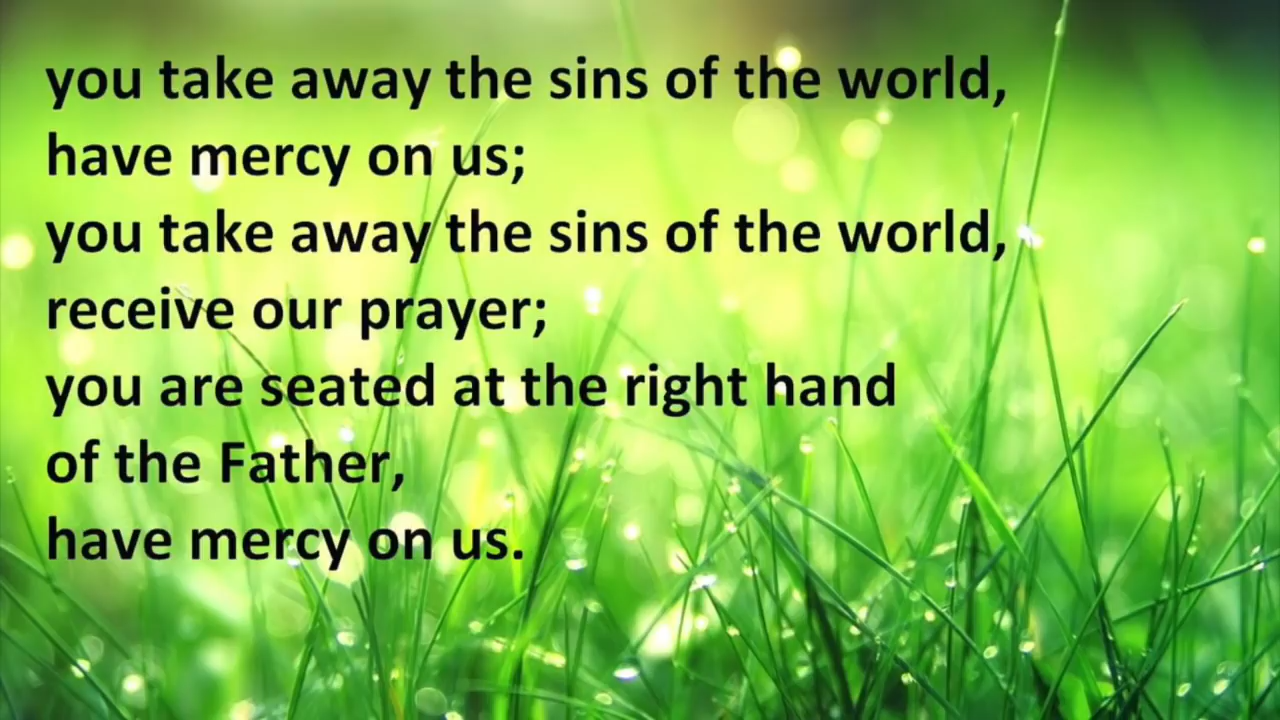 you take away the sins of the world,
have mercy on us;
you take away the sins of the world,
receive our prayer;
you are seated at the right hand
of the Father,
have mercy on us.